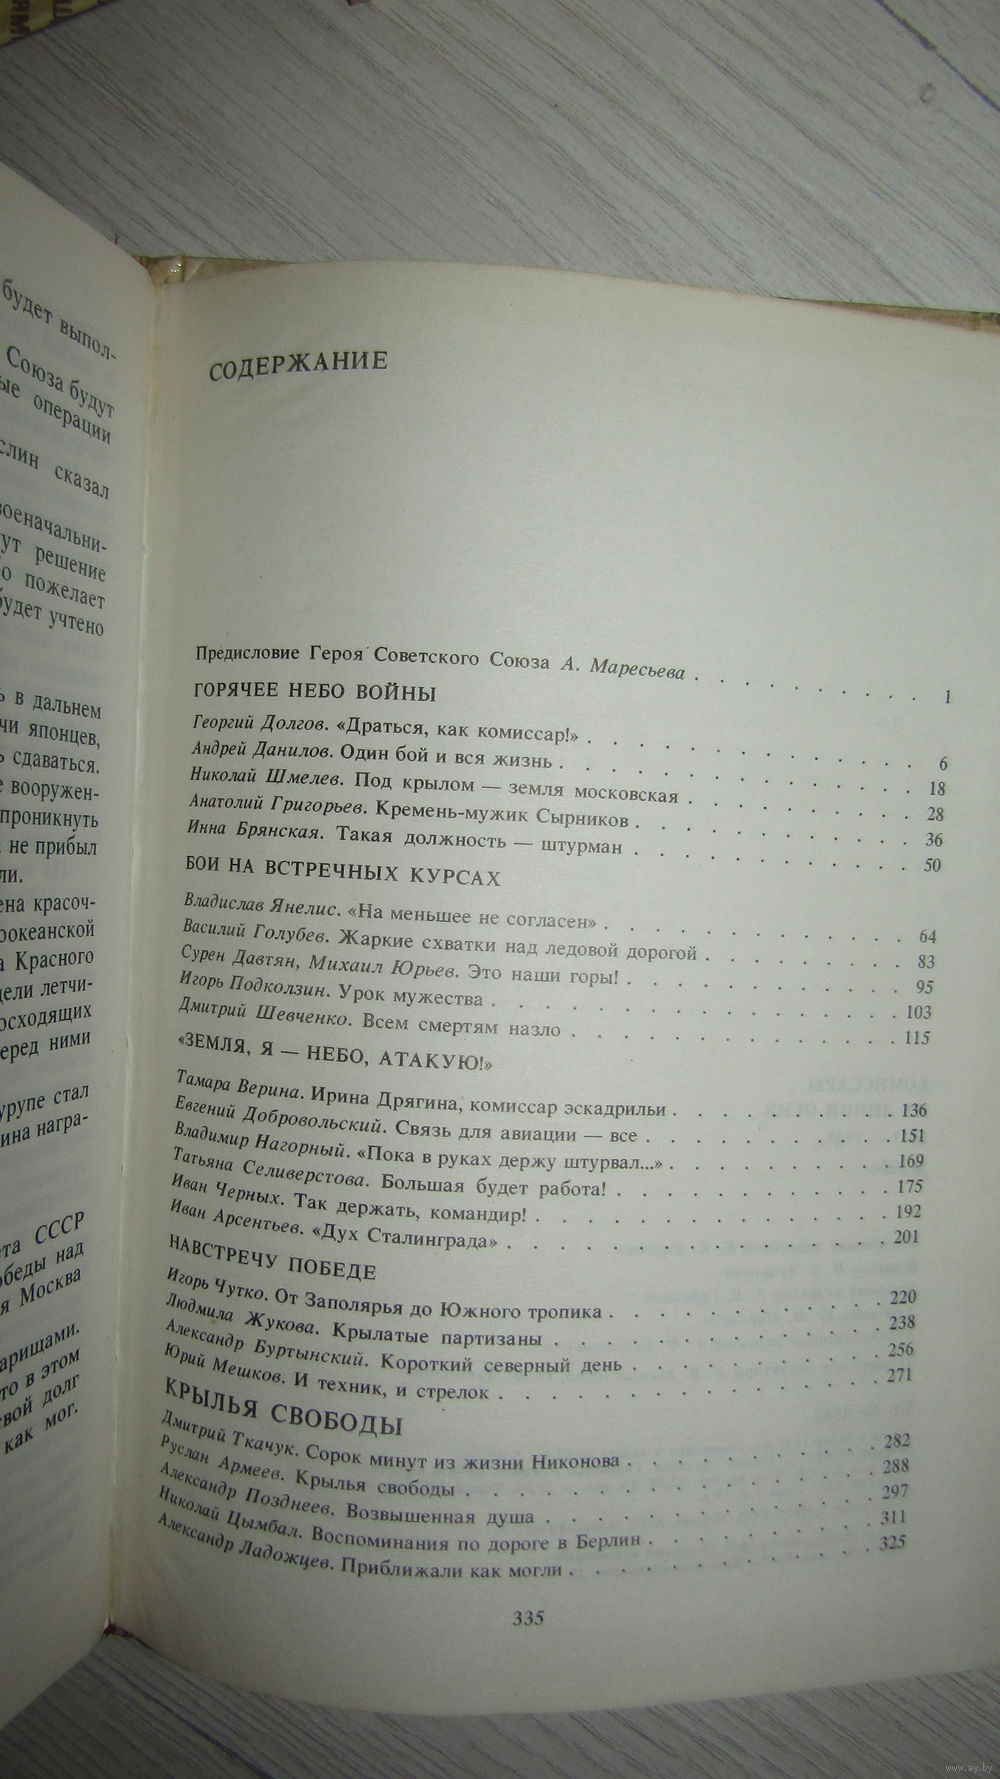 будет выпол-
Союза будут
операции
сказал
военачальни-
решение
пожелает
будет учтено
в дальнем
японцев,
сдаваться.
вооружен-
проникнуть
не прибыл
красоч-
Красного
летчи-
перед ними
стал
СССР
над
Москва
в этом
долг
как мог.
СОДЕРЖАНИЕ
Предисловие Героя Советского Союза А. Маресьева . . . . . . . . . . 1
ГОРЯЧЕЕ НЕБО ВОЙНЫ
Георгий Долгов. «Драться, как комиссар!» . . . . . . . . . . . . 6
Андрей Данилов. Один бой и вся жизнь . . . . . . . . . . . . . 18
Николай Шмелев. Под крылом — земля московская . . . . . . . . . 28
Анатолий Григорьев. Кремень-мужик Сырников . . . . . . . . . . 36
Инна Брянская. Такая должность — штурман . . . . . . . . . . 50
БОИ НА ВСТРЕЧНЫХ КУРСАХ
Владислав Янелис. «На меньшее не согласен» . . . . . . . . . . . 64
Василий Голубев. Жаркие схватки над ледовой дорогой . . . . . . . . 83
Сурен Давтян, Михаил Юрьев. Это наши горы! . . . . . . . . . . 95
Игорь Подколзин. Урок мужества . . . . . . . . . . . . . . 103
Дмитрий Шевченко. Всем смертям назло . . . . . . . . . . . 115
«ЗЕМЛЯ, Я — НЕБО, АТАКУЮ!»
Тамара Верина. Ирина Дрягина, комиссар эскадрильи . . . . . . . . 136
Евгений Добровольский. Связь для авиации — все . . . . . . . . . 151
Владимир Нагорный. «Пока в руках держу штурвал...» . . . . . . . . 169
Татьяна Селиверстова. Большая будет работа! . . . . . . . . . . 175
Иван Черных. Так держать, командир! . . . . . . . . . . . . 192
Иван Арсентьев. «Дух Сталинграда» . . . . . . . . . . . . . 201
НАВСТРЕЧУ ПОБЕДЕ
Игорь Чутко. От Заполярья до Южного тропика . . . . . . . . . . 220
Людмила Жукова. Крылатые партизаны . . . . . . . . . . . . 238
Александр Буртынский. Короткий северный день . . . . . . . . . 256
Юрий Мешков. И техник, и стрелок . . . . . . . . . . . . . 271
КРЫЛЬЯ СВОБОДЫ
Дмитрий Ткачук. Сорок минут из жизни Никонова . . . . . . . . . 282
Руслан Армеев. Крылья свободы . . . . . . . . . . . . . . 288
Александр Позднеев. Возвышенная душа . . . . . . . . . . . . 297
Николай Цымбал. Воспоминания по дороге в Берлин . . . . . . . . 311
Александр Ладожцев. Приближали как могли . . . . . . . . . . . 325
335
www.ay.by